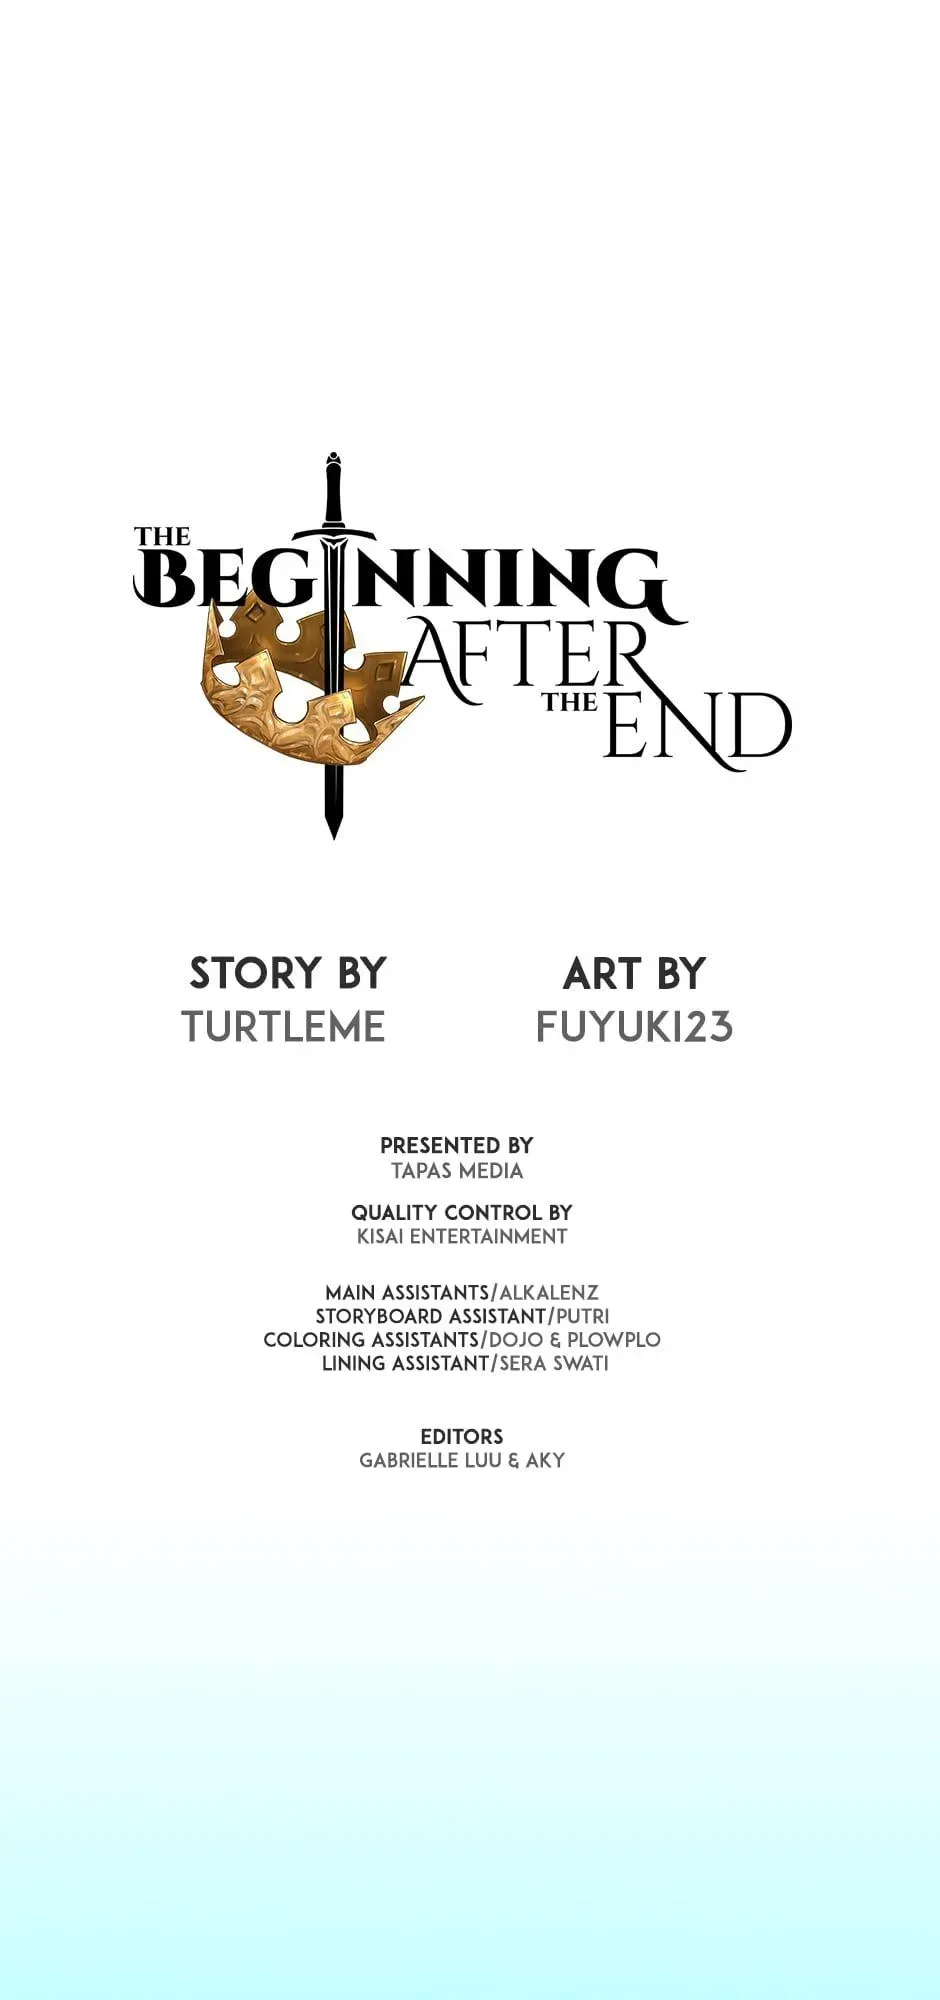 THE
BEGINNING
AFTER
THE END
STORY BY
TURTLEME
ART BY
FUYUKI23
PRESENTED BY
TAPAS MEDIA
QUALITY CONTROL BY
KISAI ENTERTAINMENT
MAIN ASSISTANTS/ALKALENZ
STORYBOARD ASSISTANT/PUTRI
COLORING ASSISTANTS/DOJO & PLOWPLO
LINING ASSISTANT/SERA SWATI
EDITORS
GABRIELLE LUU & AKY